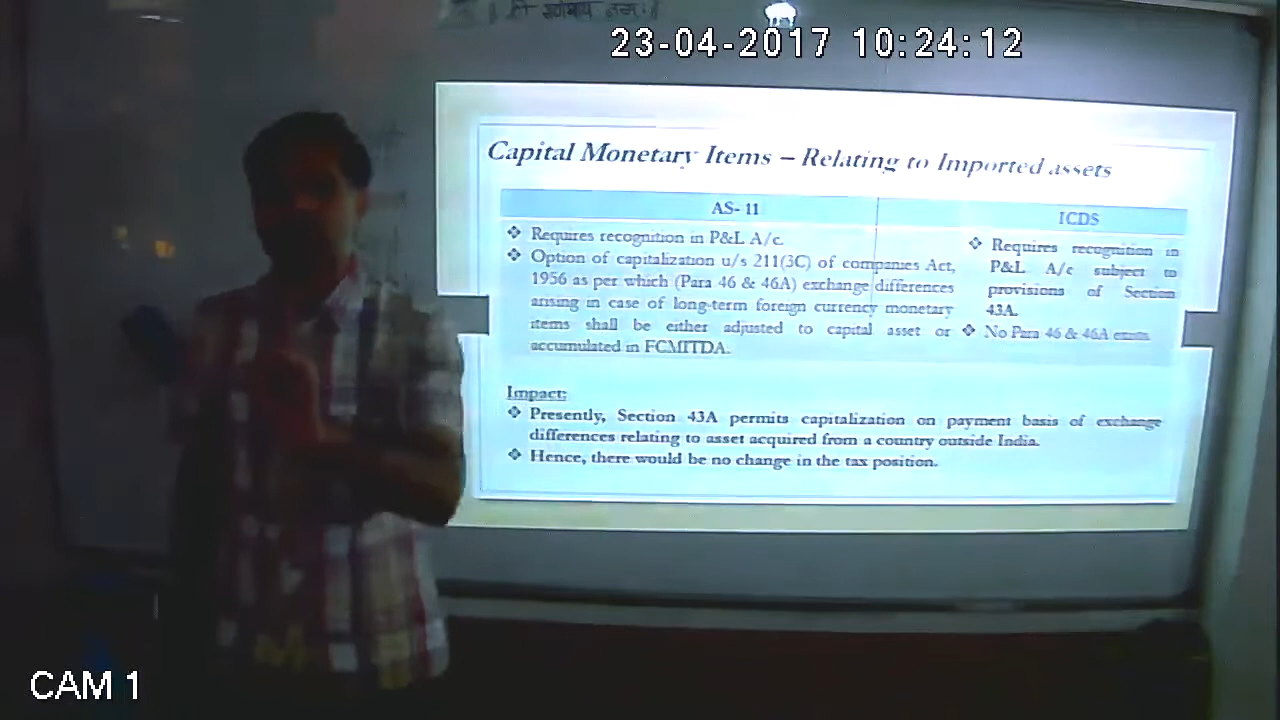 23-04-2017 10:24:12
Capital Monetary Items – Relating to Imported assets
AS- 11
❖ Requires recognition in P&L A/c.
❖ Option of capitalization u/s 211(3C) of companies Act,
1956 as per which (Para 46 & 46A) exchange differences
arising in case of long-term foreign currency monetary
items shall be either adjusted to capital asset or
accumulated in FCMITDA.
ICDS
❖ Requires recognition in
P&L A/c subject to
provisions of Section
43A.
❖ No Para 46 & 46A
Impact:
❖ Presently, Section 43A permits capitalization on payment basis of exchange
differences relating to asset acquired from a country outside India.
❖ Hence, there would be no change in the tax position.
CAM 1